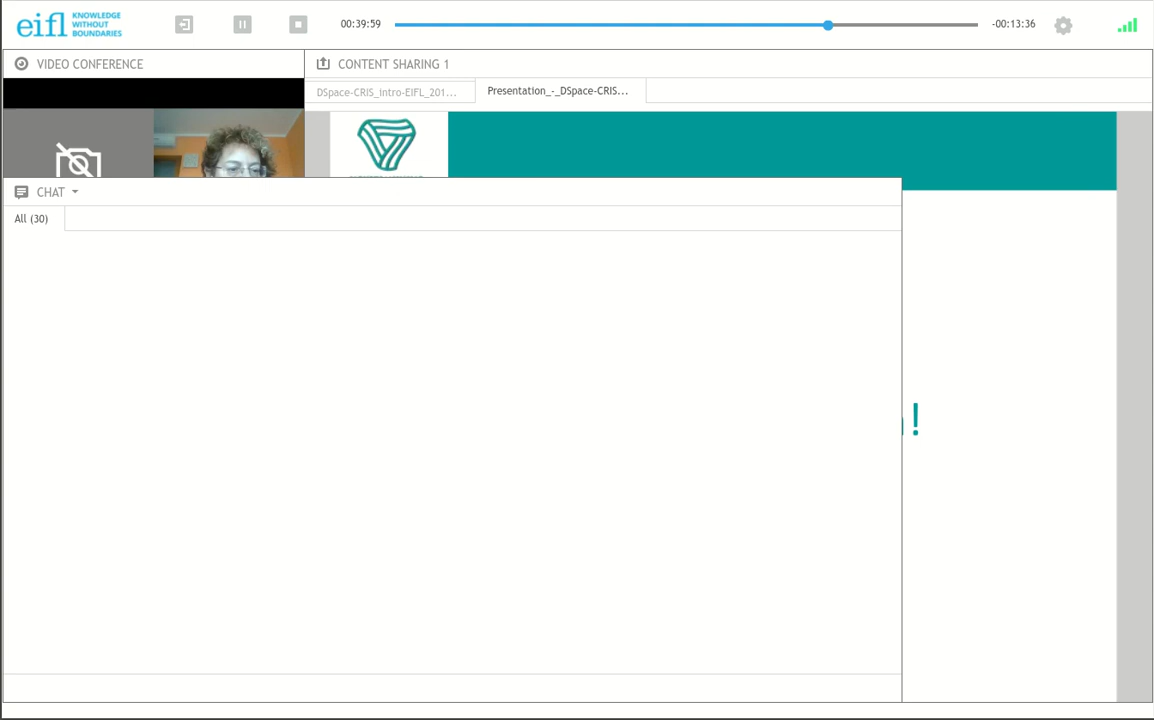 eifl KNOWLEDGE
WITHOUT
BOUNDARIES
00:39:59
-00:13:36
VIDEO CONFERENCE
CONTENT SHARING 1
DSpace-CRIS_intro-EIFL_201...
Presentation_-_DSpace-CRIS...
CHAT
All (30)
!